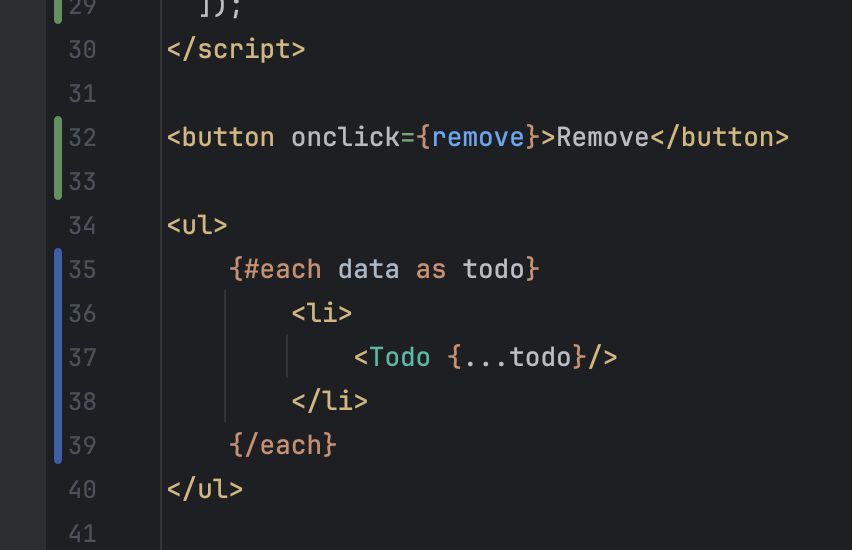 29 ]);
30 </script>
31
32 <button onclick={remove}>Remove</button>
33
34 <ul>
35 {#each data as todo}
36 <li>
37 <Todo {...todo}/>
38 </li>
39 {/each}
40 </ul>
41